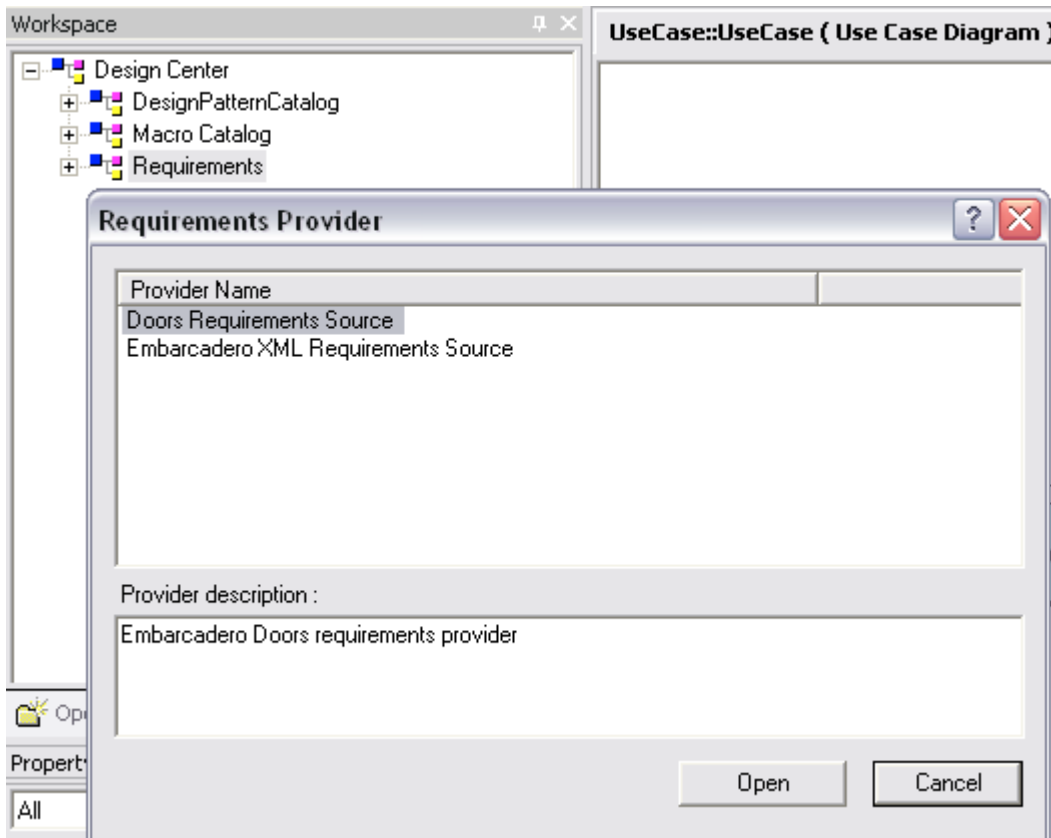 Workspace
UseCase::UseCase ( Use Case Diagram )
Design Center
DesignPatternCatalog
Macro Catalog
Requirements
Requirements Provider
Provider Name
Doors Requirements Source
Embarcadero XML Requirements Source
Provider description :
Embarcadero Doors requirements provider
Open Cancel
All